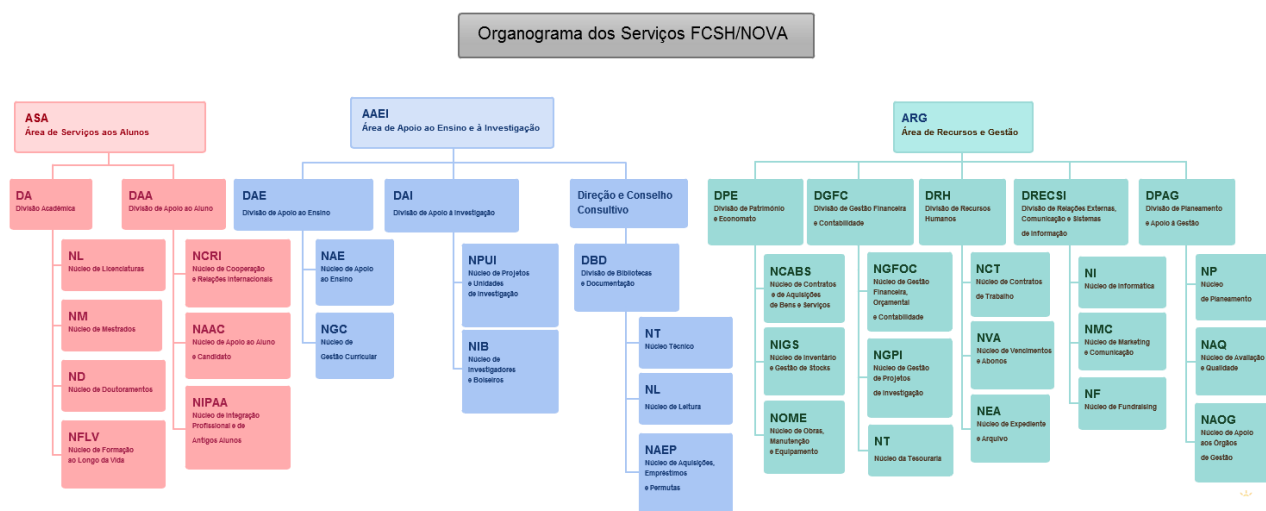 Organograma dos Serviços FCSH/NOVA
ASA
Área de Serviços aos Alunos
AAEI
Área de Apoio ao Ensino e à Investigação
ARG
Área de Recursos e Gestão
DA
Divisão Académica
DAA
Divisão de Apoio ao Aluno
DAE
Divisão de Apoio ao Ensino
DAI
Divisão de Apoio à Investigação
Direção e Conselho
Consultivo
DPE
Divisão de Património
e Economato
DGFC
Divisão de Gestão Financeira
e Contabilidade
DRH
Divisão de Recursos
Humanos
DRECSI
Divisão de Relações Externas,
Comunicação e Sistemas
de Informação
DPAG
Divisão de Planeamento
e Apoio à Gestão
NL
Núcleo de Licenciaturas
NM
Núcleo de Mestrados
ND
Núcleo de Doutoramentos
NFLV
Núcleo de Formação
ao Longo da Vida
NCRI
Núcleo de Cooperação
e Relações Internacionais
NAAC
Núcleo de Apoio ao Aluno
e Candidato
NIPAA
Núcleo de Integração
Profissional e de
Antigos Alunos
NAE
Núcleo de Apoio
ao Ensino
NGC
Núcleo de
Gestão Curricular
NPUI
Núcleo de Projetos
e Unidades
de Investigação
NIB
Núcleo de
Investigadores
e Bolseiros
DBD
Divisão de Bibliotecas
e Documentação
NT
Núcleo Técnico
NL
Núcleo de Leitura
NAEP
Núcleo de Aquisições,
Empréstimos
e Permutas
NCABS
Núcleo de Contratos
e de Aquisições
de Bens e Serviços
NIGS
Núcleo de Inventário
e Gestão de Stocks
NOME
Núcleo de Obras,
Manutenção
e Equipamento
NGFOC
Núcleo de Gestão
Financeira,
Orçamental
e Contabilidade
NGPI
Núcleo de Gestão
de Projetos
de Investigação
NT
Núcleo da Tesouraria
NCT
Núcleo de Contratos
de Trabalho
NVA
Núcleo de Vencimentos
e Abonos
NEA
Núcleo de Expediente
e Arquivo
NI
Núcleo de Informática
NMC
Núcleo de Marketing
e Comunicação
NF
Núcleo de Fundraising
NP
Núcleo
de Planeamento
NAQ
Núcleo de Avaliação
e Qualidade
NAOG
Núcleo de Apoio
aos Órgãos
de Gestão